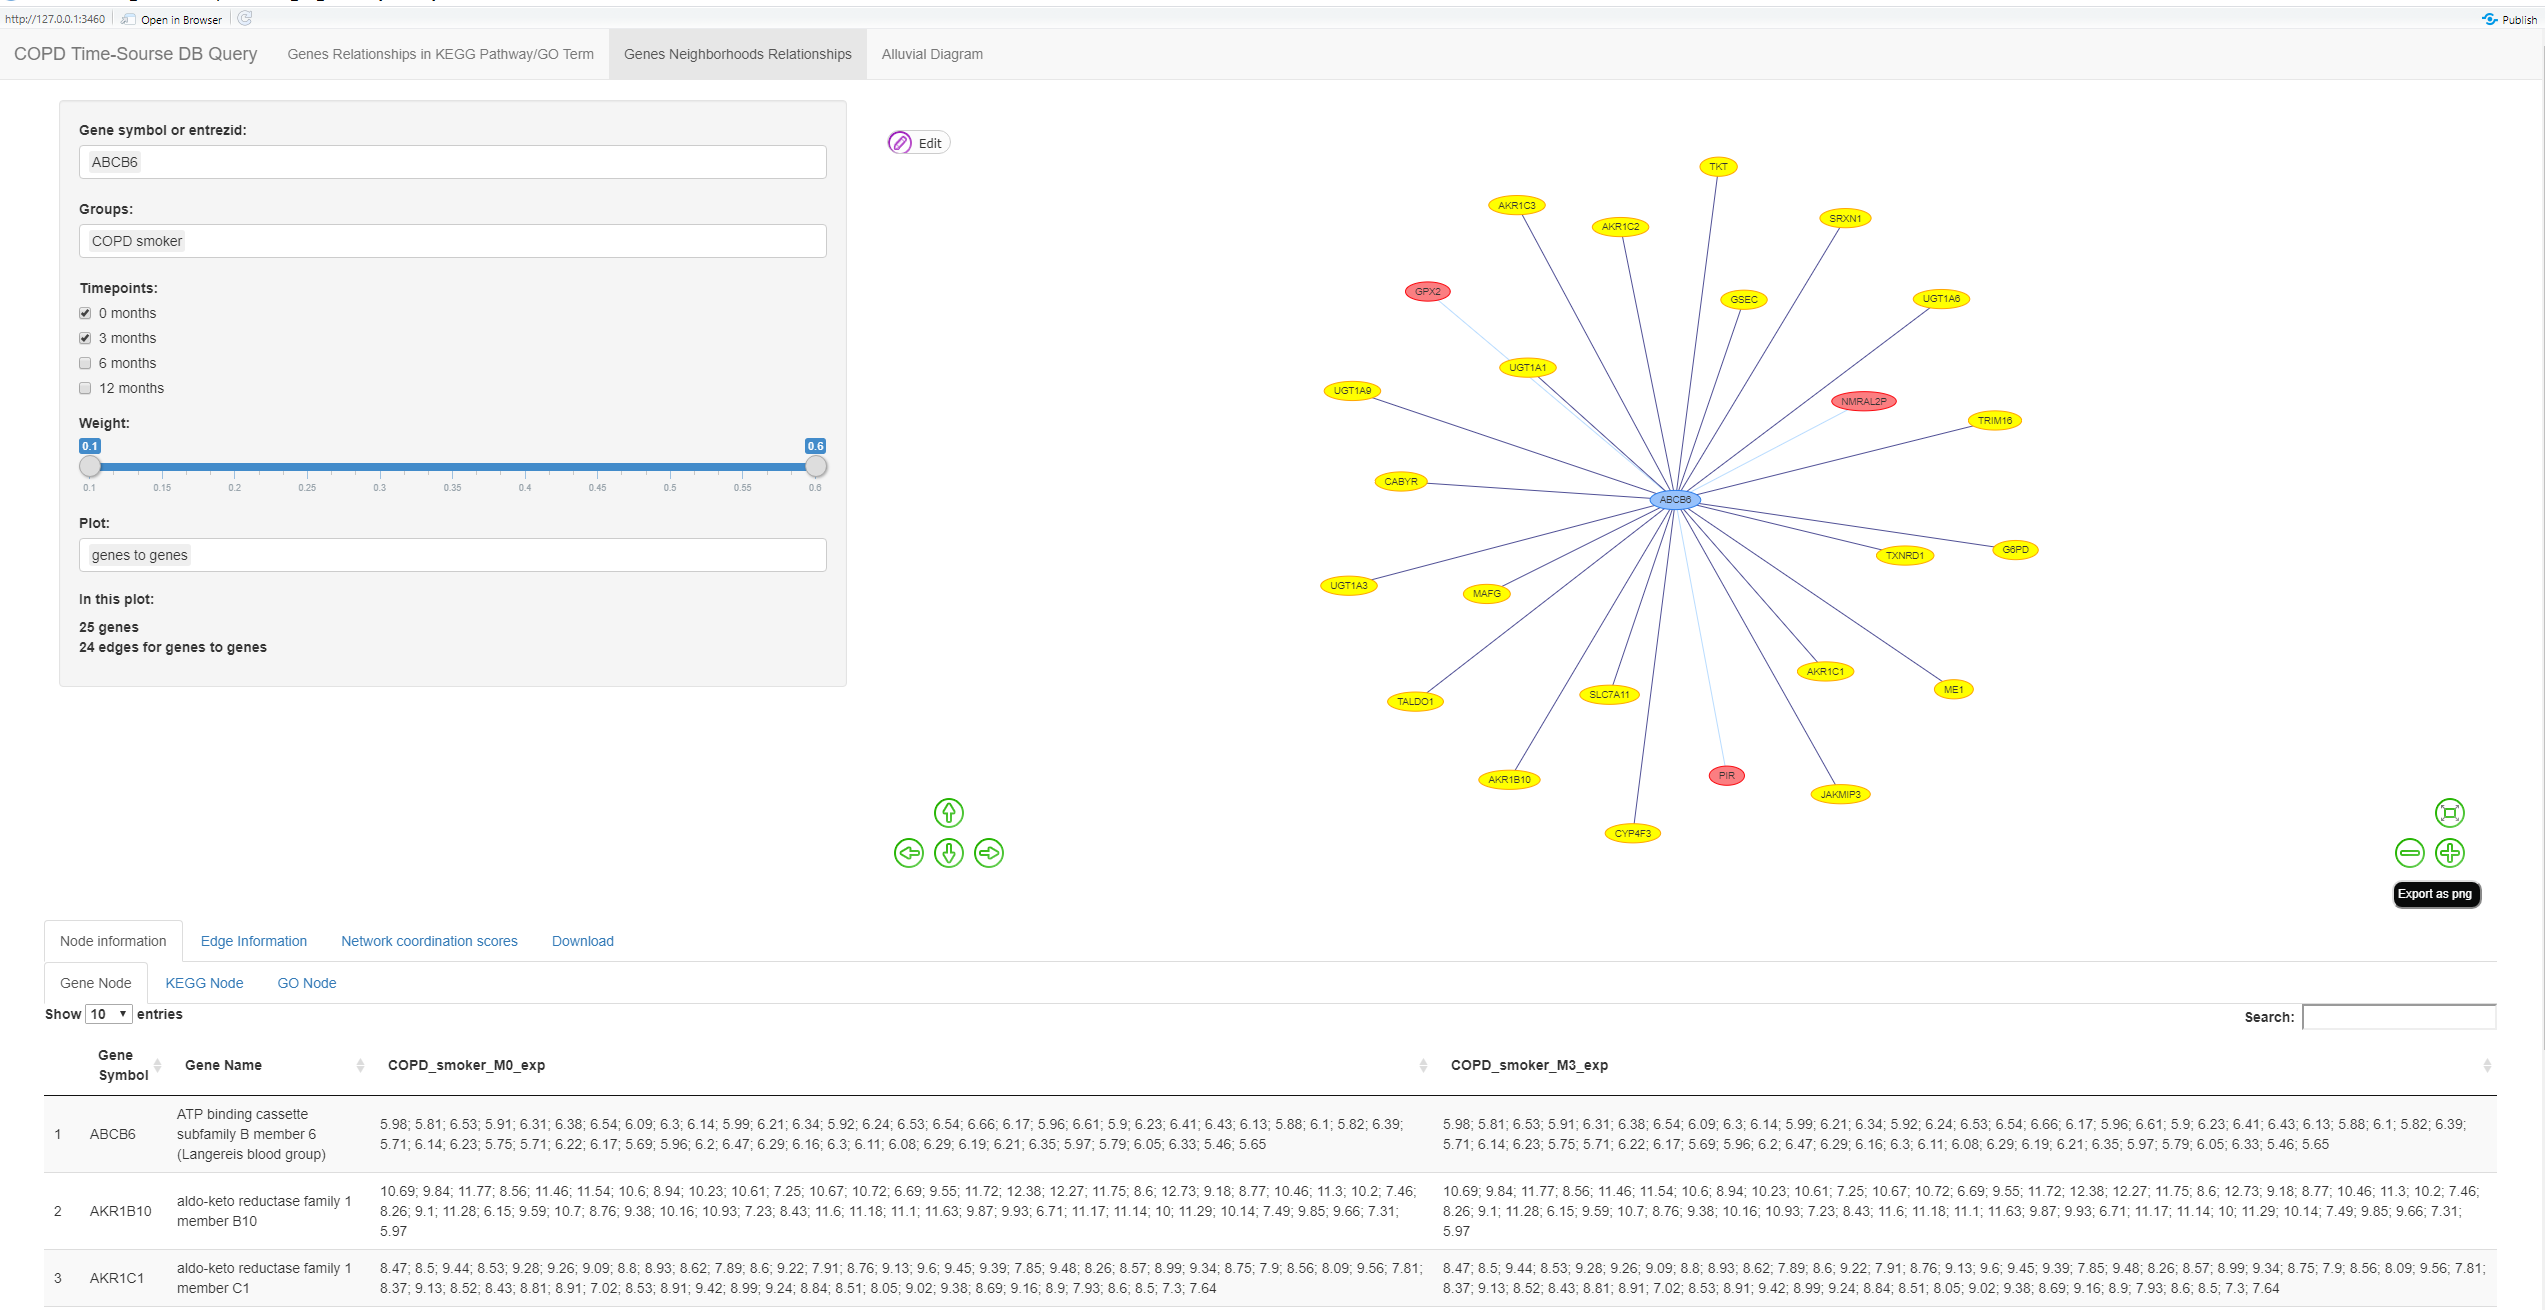 http://127.0.0.1:3460 Open in Browser Publish
COPD Time-Sourse DB Query Genes Relationships in KEGG Pathway/GO Term Genes Neighborhoods Relationships Alluvial Diagram
Gene symbol or entrezid:
ABCB6
Groups:
COPD smoker
Timepoints:
0 months
3 months
6 months
12 months
Weight:
0.1 0.6
0.1 0.15 0.2 0.25 0.3 0.35 0.4 0.45 0.5 0.55 0.6
Plot:
genes to genes
In this plot:
25 genes
24 edges for genes to genes
Edit
TKT
AKR1C3
SRXN1
AKR1C2
GPX2
GSEC
UGT1A6
UGT1A1
UGT1A9
NMRAL2P
TRIM16
CABYR
ABCB6
G6PD
TXNRD1
UGT1A3
MAFG
AKR1C1
ME1
SLC7A11
TALDO1
PIR
AKR1B10
JAKMIP3
CYP4F3
Export as png
Node information Edge Information Network coordination scores Download
Gene Node KEGG Node GO Node
Show 10 entries Search:
Gene Symbol Gene Name COPD_smoker_M0_exp COPD_smoker_M3_exp
1 ABCB6 ATP binding cassette subfamily B member 6 (Langereis blood group)
5.98; 5.81; 6.53; 5.91; 6.31; 6.38; 6.54; 6.09; 6.3; 6.14; 5.99; 6.21; 6.34; 5.92; 6.24; 6.53; 6.54; 6.66; 6.17; 5.96; 6.61; 5.9; 6.23; 6.41; 6.43; 6.13; 5.88; 6.1; 5.82; 6.39;
5.71; 6.14; 6.23; 5.75; 5.71; 6.22; 6.17; 5.69; 5.96; 6.2; 6.47; 6.29; 6.16; 6.3; 6.11; 6.08; 6.29; 6.19; 6.21; 6.35; 5.97; 5.79; 6.05; 6.33; 5.46; 5.65
5.98; 5.81; 6.53; 5.91; 6.31; 6.38; 6.54; 6.09; 6.3; 6.14; 5.99; 6.21; 6.34; 5.92; 6.24; 6.53; 6.54; 6.66; 6.17; 5.96; 6.61; 5.9; 6.23; 6.41; 6.43; 6.13; 5.88; 6.1; 5.82; 6.39;
5.71; 6.14; 6.23; 5.75; 5.71; 6.22; 6.17; 5.69; 5.96; 6.2; 6.47; 6.29; 6.16; 6.3; 6.11; 6.08; 6.29; 6.19; 6.21; 6.35; 5.97; 5.79; 6.05; 6.33; 5.46; 5.65
2 AKR1B10 aldo-keto reductase family 1 member B10
10.69; 9.84; 11.77; 8.56; 11.46; 11.54; 10.6; 8.94; 10.23; 10.61; 7.25; 10.67; 10.72; 6.69; 9.55; 11.72; 12.38; 12.27; 11.75; 8.6; 12.73; 9.18; 8.77; 10.46; 11.3; 10.2; 7.46;
8.26; 9.1; 11.28; 6.15; 9.59; 10.7; 8.76; 9.38; 10.16; 10.93; 7.23; 8.43; 11.6; 11.18; 11.1; 11.63; 9.87; 9.93; 6.71; 11.17; 11.14; 10; 11.29; 10.14; 7.49; 9.85; 9.66; 7.31;
5.97
10.69; 9.84; 11.77; 8.56; 11.46; 11.54; 10.6; 8.94; 10.23; 10.61; 7.25; 10.67; 10.72; 6.69; 9.55; 11.72; 12.38; 12.27; 11.75; 8.6; 12.73; 9.18; 8.77; 10.46; 11.3; 10.2; 7.46;
8.26; 9.1; 11.28; 6.15; 9.59; 10.7; 8.76; 9.38; 10.16; 10.93; 7.23; 8.43; 11.6; 11.18; 11.1; 11.63; 9.87; 9.93; 6.71; 11.17; 11.14; 10; 11.29; 10.14; 7.49; 9.85; 9.66; 7.31;
5.97
3 AKR1C1 aldo-keto reductase family 1 member C1
8.47; 8.5; 9.44; 8.53; 9.28; 9.26; 9.09; 8.8; 8.93; 8.62; 7.89; 8.6; 9.22; 7.91; 8.76; 9.13; 9.6; 9.45; 9.39; 7.85; 9.48; 8.26; 8.57; 8.99; 9.34; 8.75; 7.9; 8.56; 8.09; 9.56; 7.81;
8.37; 9.13; 8.52; 8.43; 8.81; 8.91; 7.02; 8.53; 8.91; 9.42; 8.99; 9.24; 8.84; 8.51; 8.05; 9.02; 9.38; 8.69; 9.16; 8.9; 7.93; 8.6; 8.5; 7.3; 7.64
8.47; 8.5; 9.44; 8.53; 9.28; 9.26; 9.09; 8.8; 8.93; 8.62; 7.89; 8.6; 9.22; 7.91; 8.76; 9.13; 9.6; 9.45; 9.39; 7.85; 9.48; 8.26; 8.57; 8.99; 9.34; 8.75; 7.9; 8.56; 8.09; 9.56; 7.81;
8.37; 9.13; 8.52; 8.43; 8.81; 8.91; 7.02; 8.53; 8.91; 9.42; 8.99; 9.24; 8.84; 8.51; 8.05; 9.02; 9.38; 8.69; 9.16; 8.9; 7.93; 8.6; 8.5; 7.3; 7.64